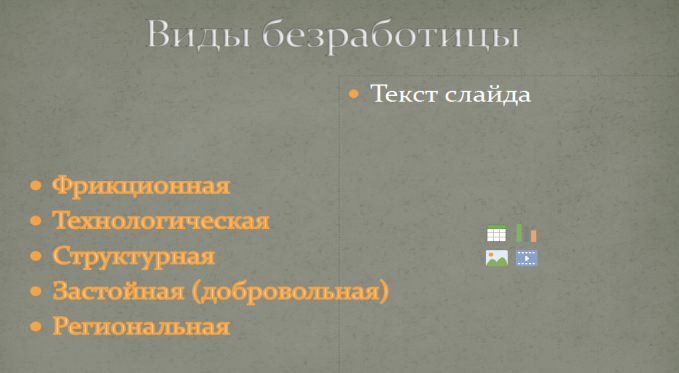 Виды безработицы
• Текст слайда
• Фрикционная
• Технологическая
• Структурная
• Застойная (добровольная)
• Региональная